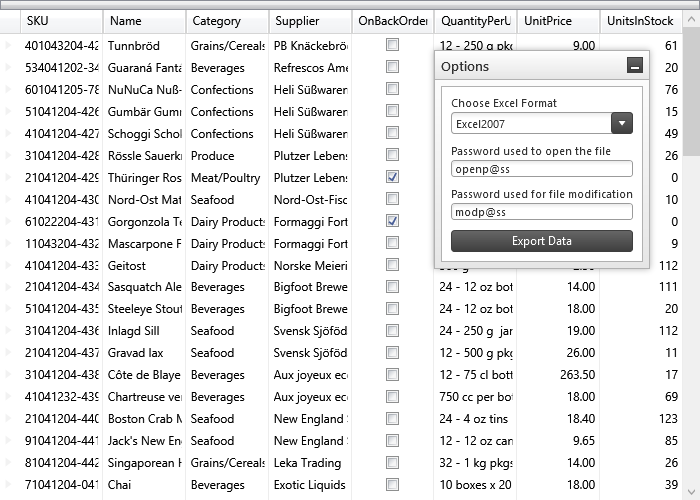 SKU Name Category Supplier OnBackOrder QuantityPerU UnitPrice UnitsInStock
401043204-42 Tunnbröd Grains/Cereals PB Knäckebrö 12 - 250 g pkg 9.00 61
534041202-34 Guaraná Fantá Beverages Refrescos Ame 20
601041205-78 NuNuCa Nuß- Confections Heli Süßwaren 76
51041204-426 Gumbär Gum Confections Heli Süßwaren 15
41041204-427 Schoggi Schol Confections Heli Süßwaren 49
31041204-428 Rössle Sauerkr Produce Plutzer Lebens 26
21041204-429 Thüringer Ros Meat/Poultry Plutzer Lebens 0
41041204-430 Nord-Ost Mat Seafood Nord-Ost-Fisc 10
61022204-431 Gorgonzola Te Dairy Products Formaggi Fort 0
11043204-432 Mascarpone F Dairy Products Formaggi Fort 9
41041204-433 Geitost Dairy Products Norske Meieri 112
21041204-434 Sasquatch Ale Beverages Bigfoot Brewe 24 - 12 oz bot 14.00 111
51041204-435 Steeleye Stout Beverages Bigfoot Brewe 24 - 12 oz bot 18.00 20
31041204-436 Inlagd Sill Seafood Svensk Sjöföd 24 - 250 g jar 19.00 112
21041204-437 Gravad lax Seafood Svensk Sjöföd 12 - 500 g pkg 26.00 11
31041204-438 Côte de Blaye Beverages Aux joyeux ecc 12 - 75 cl bott 263.50 17
41041232-439 Chartreuse ver Beverages Aux joyeux ecc 750 cc per bot 18.00 69
21041204-440 Boston Crab M Seafood New England S 24 - 4 oz tins 18.40 123
91041204-441 Jack's New En Seafood New England S 12 - 12 oz can 9.65 85
81041204-442 Singaporean H Grains/Cereals Leka Trading 32 - 1 kg pkgs 14.00 26
71041204-041 Chai Beverages Exotic Liquids 10 boxes x 20 18.00 39
Options
Choose Excel Format
Excel2007
Password used to open the file
openp@ss
Password used for file modification
modp@ss
Export Data